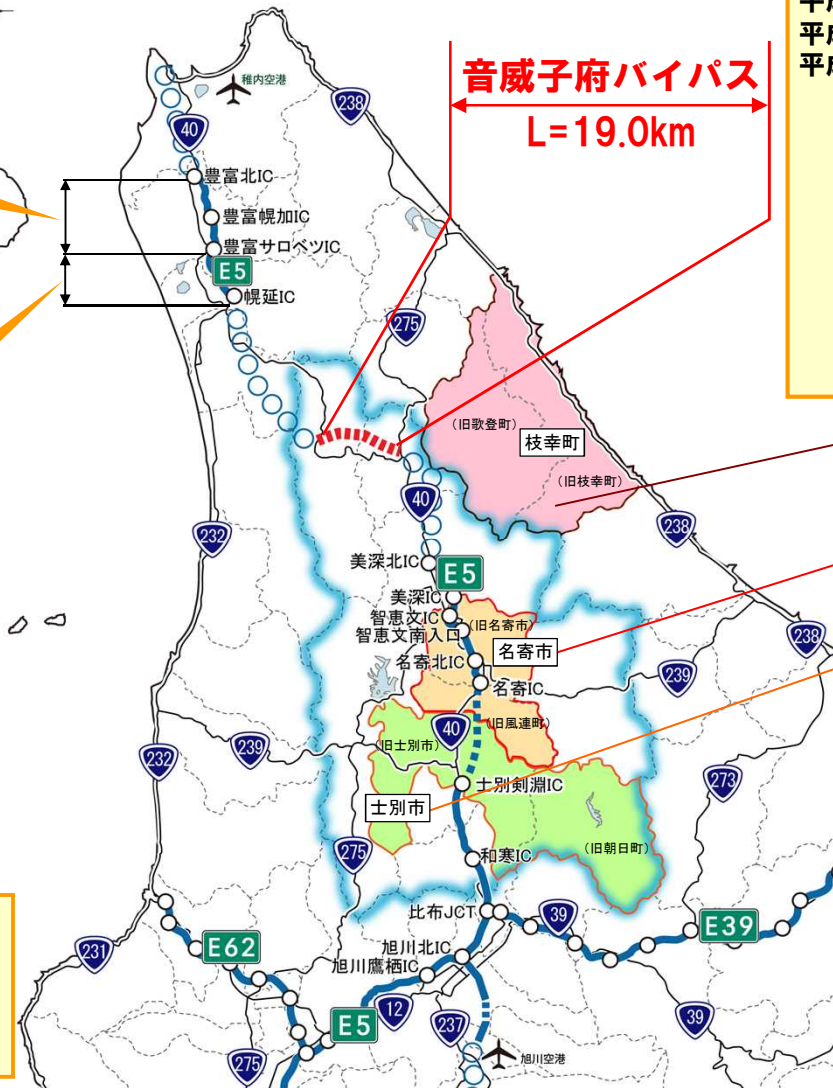 平成
平成
平成
音威子府バイパス
L=19.0km
稚内空港
238
40
豊富北IC
豊富幌加IC
豊富サロベツIC
E5
幌延IC
275
(旧歌登町)
枝幸町
(旧枝幸町)
40
238
232
美深北IC
E5
美深IC
智恵文IC
(旧名寄市)
智恵文南入口
238
名寄市
名寄北IC
239
名寄IC
(旧風連町)
40
(旧士別市)
239
232
273
士別剣淵IC
士別市
(旧朝日町)
275
和寒IC
比布JCT
39
E39
231
E62
旭川北IC
旭川鷹栖IC
12
E5
237
39
275
旭川空港